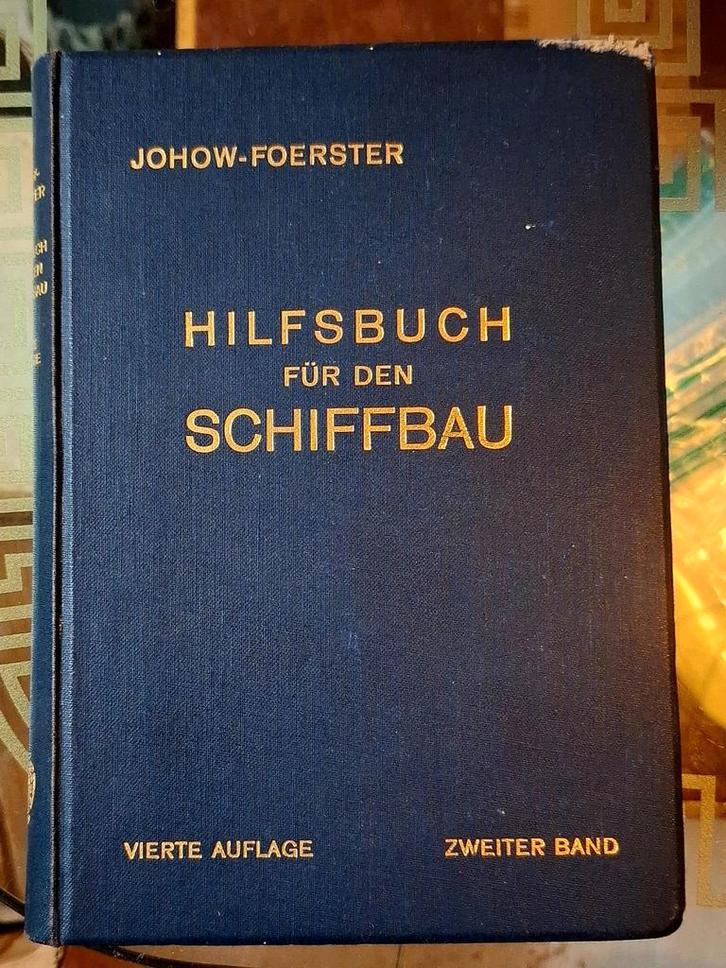 JOHOW-FOERSTER
HILFSBUCH
FÜR DEN
SCHIFFBAU
VIERTE AUFLAGE
ZWEITER BAND